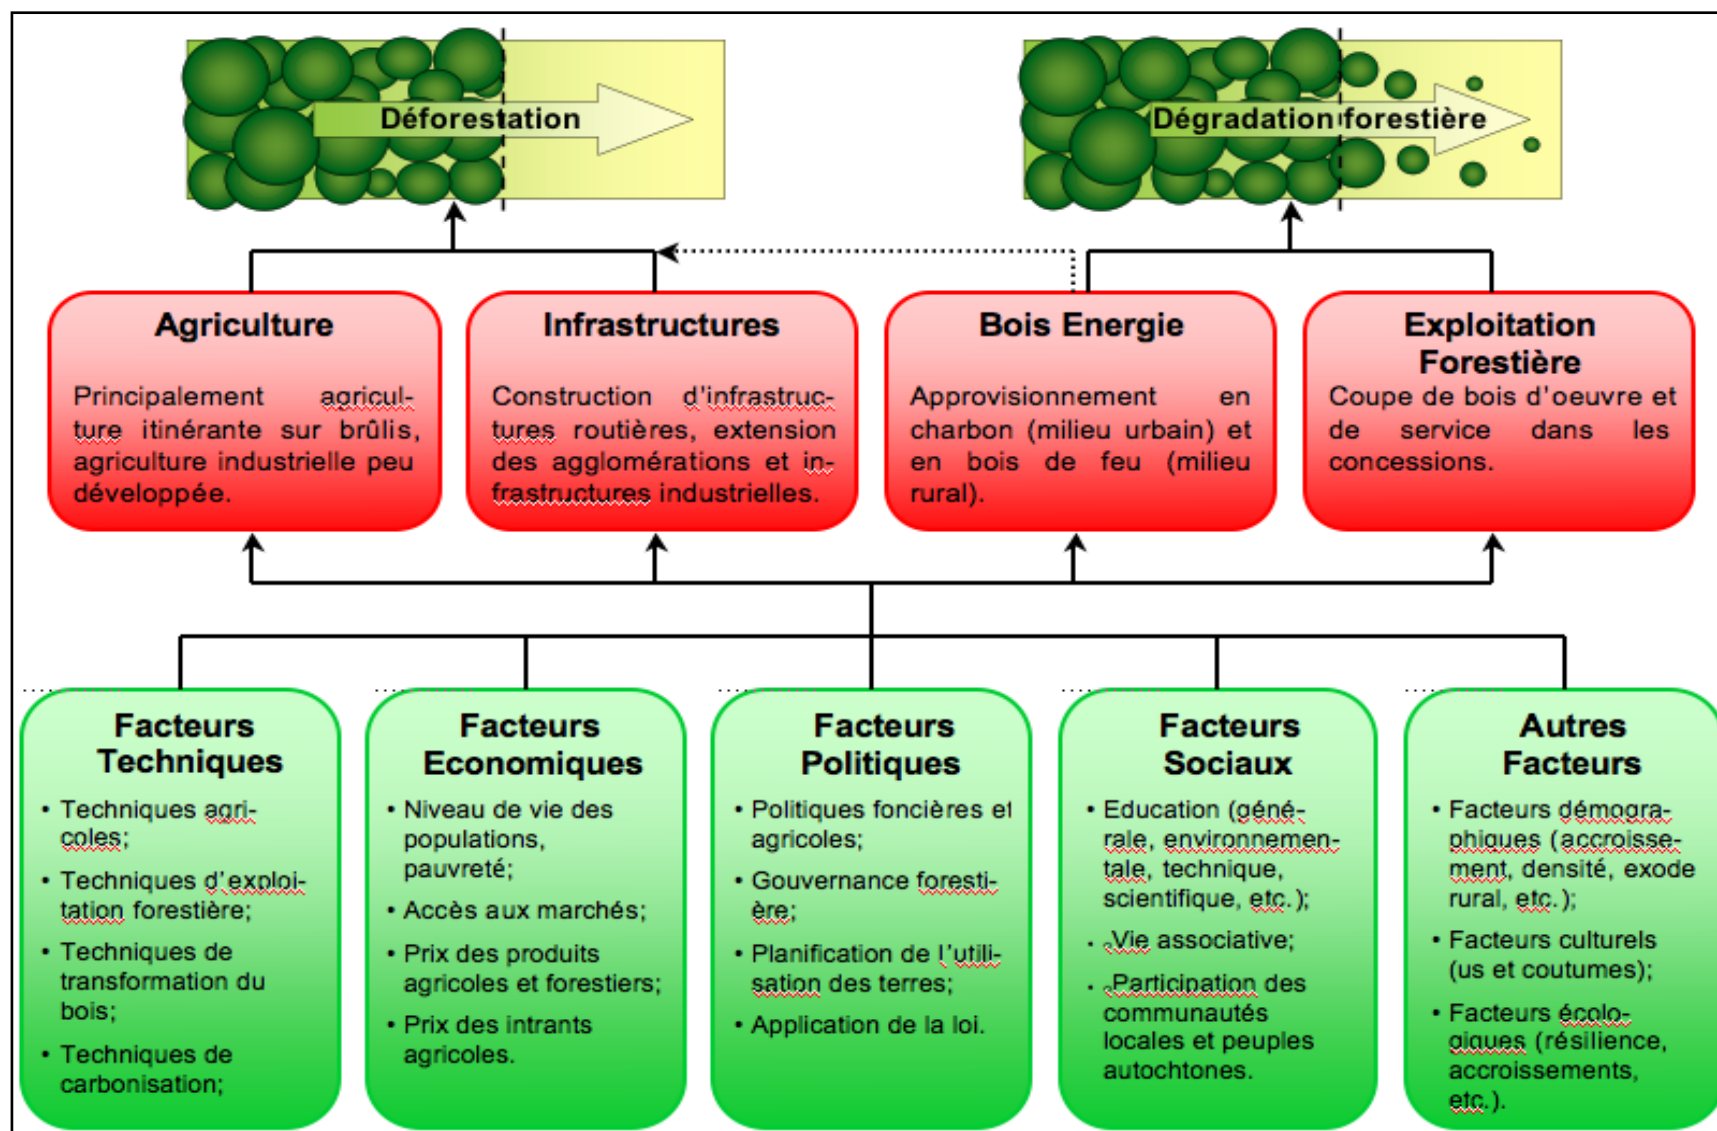 Déforestation
Dégradation forestière
Agriculture
Principalement agricul-
ture itinérante sur brûlis,
agriculture industrielle peu
développée.
Infrastructures
Construction d'infrastruc-
tures routières, extension
des agglomérations et in-
frastructures industrielles.
Bois Energie
Approvisionnement en
charbon (milieu urbain) et
en bois de feu (milieu
rural).
Exploitation
Forestière
Coupe de bois d'oeuvre et
de service dans les
concessions.
Facteurs
Techniques
• Techniques agri-
coles;
• Techniques d'exploi-
tation forestière;
• Techniques de
transformation du
bois;
• Techniques de
carbonisation;
Facteurs
Economiques
• Niveau de vie des
populations,
pauvreté;
• Accès aux marchés;
• Prix des produits
agricoles et forestiers;
• Prix des intrants
agricoles.
Facteurs
Politiques
• Politiques foncières et
agricoles;
• Gouvernance foresti-
ère;
• Planification de l'utili-
sation des terres;
• Application de la loi.
Facteurs
Sociaux
• Education (géné-
rale, environnemen-
tale, technique,
scientifique, etc.);
• Vie associative;
• Participation des
communautés
locales et peuples
autochtones.
Autres
Facteurs
• Facteurs démogra-
phiques (accroisse-
ment, densité, exode
rural, etc.);
• Facteurs culturels
(us et coutumes);
• Facteurs écolo-
giques (résilience,
accroissements,
etc.).